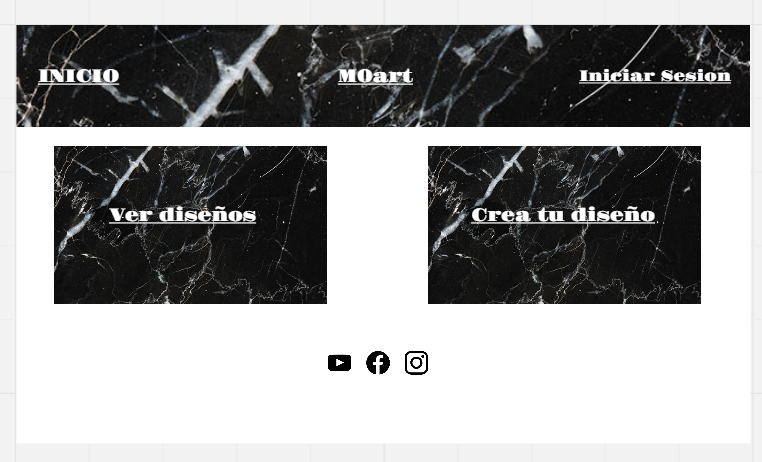 INICIO
MOart
Iniciar Sesion
Ver diseños
Crea tu diseño